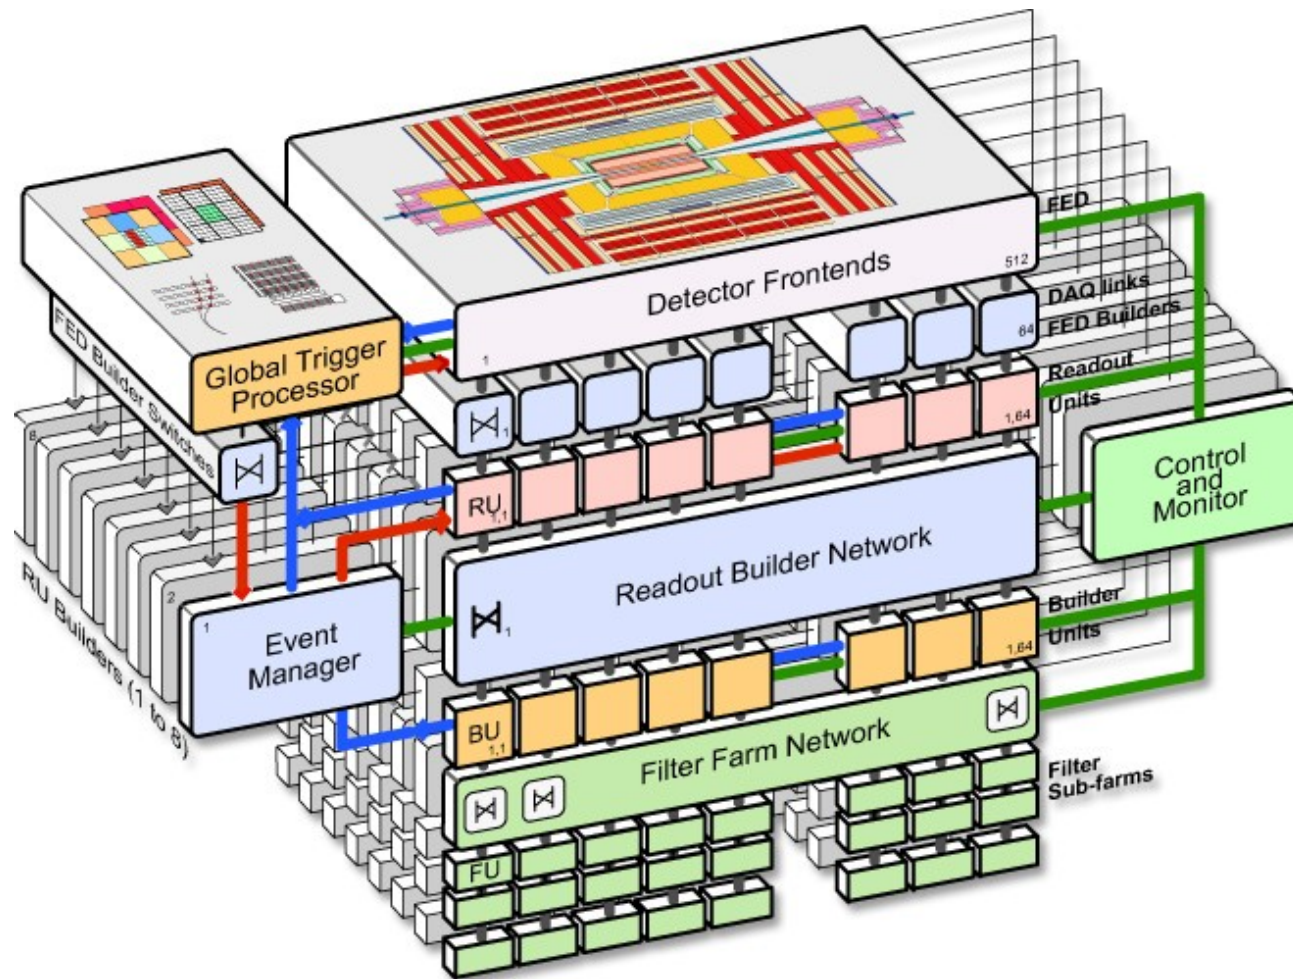 FED
Detector Frontends
512
1
DAQ links
FED Builders
64
Global Trigger
Processor
FED Builder Switches
1
Readout
Units
1,64
8
RU
1,1
Control
and
Monitor
Readout Builder Network
1
2
1
Event
Manager
RU Builders (1 to 8)
Builder
Units
1,64
BU
1,1
Filter Farm Network
Filter
Sub-farms
FU